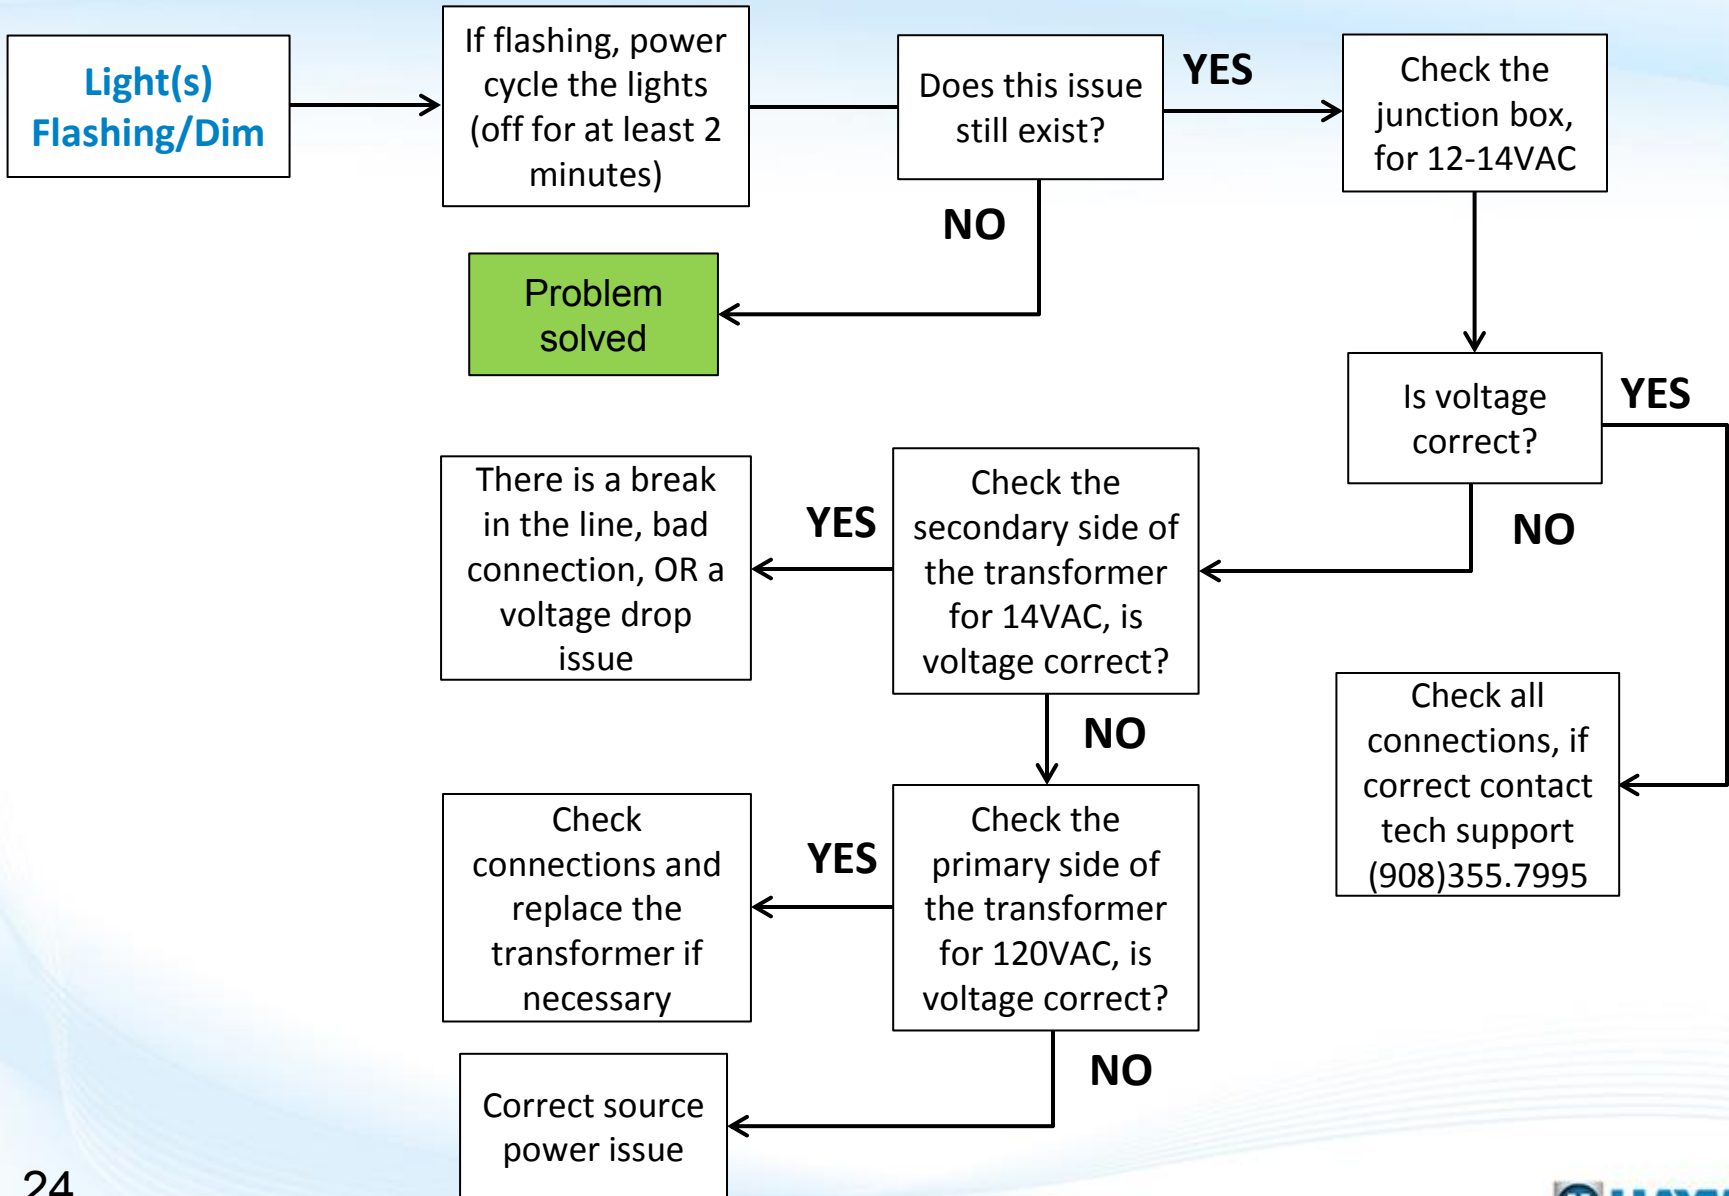 Light(s)
Flashing/Dim
If flashing, power
cycle the lights
(off for at least 2
minutes)
Does this issue
still exist?
YES
Check the
junction box,
for 12-14VAC
NO
Problem
solved
Is voltage
correct?
YES
NO
Check the
secondary side of
the transformer
for 14VAC, is
voltage correct?
YES
There is a break
in the line, bad
connection, OR a
voltage drop
issue
NO
Check all
connections, if
correct contact
tech support
(908)355.7995
Check the
primary side of
the transformer
for 120VAC, is
voltage correct?
YES
Check
connections and
replace the
transformer if
necessary
NO
Correct source
power issue
24